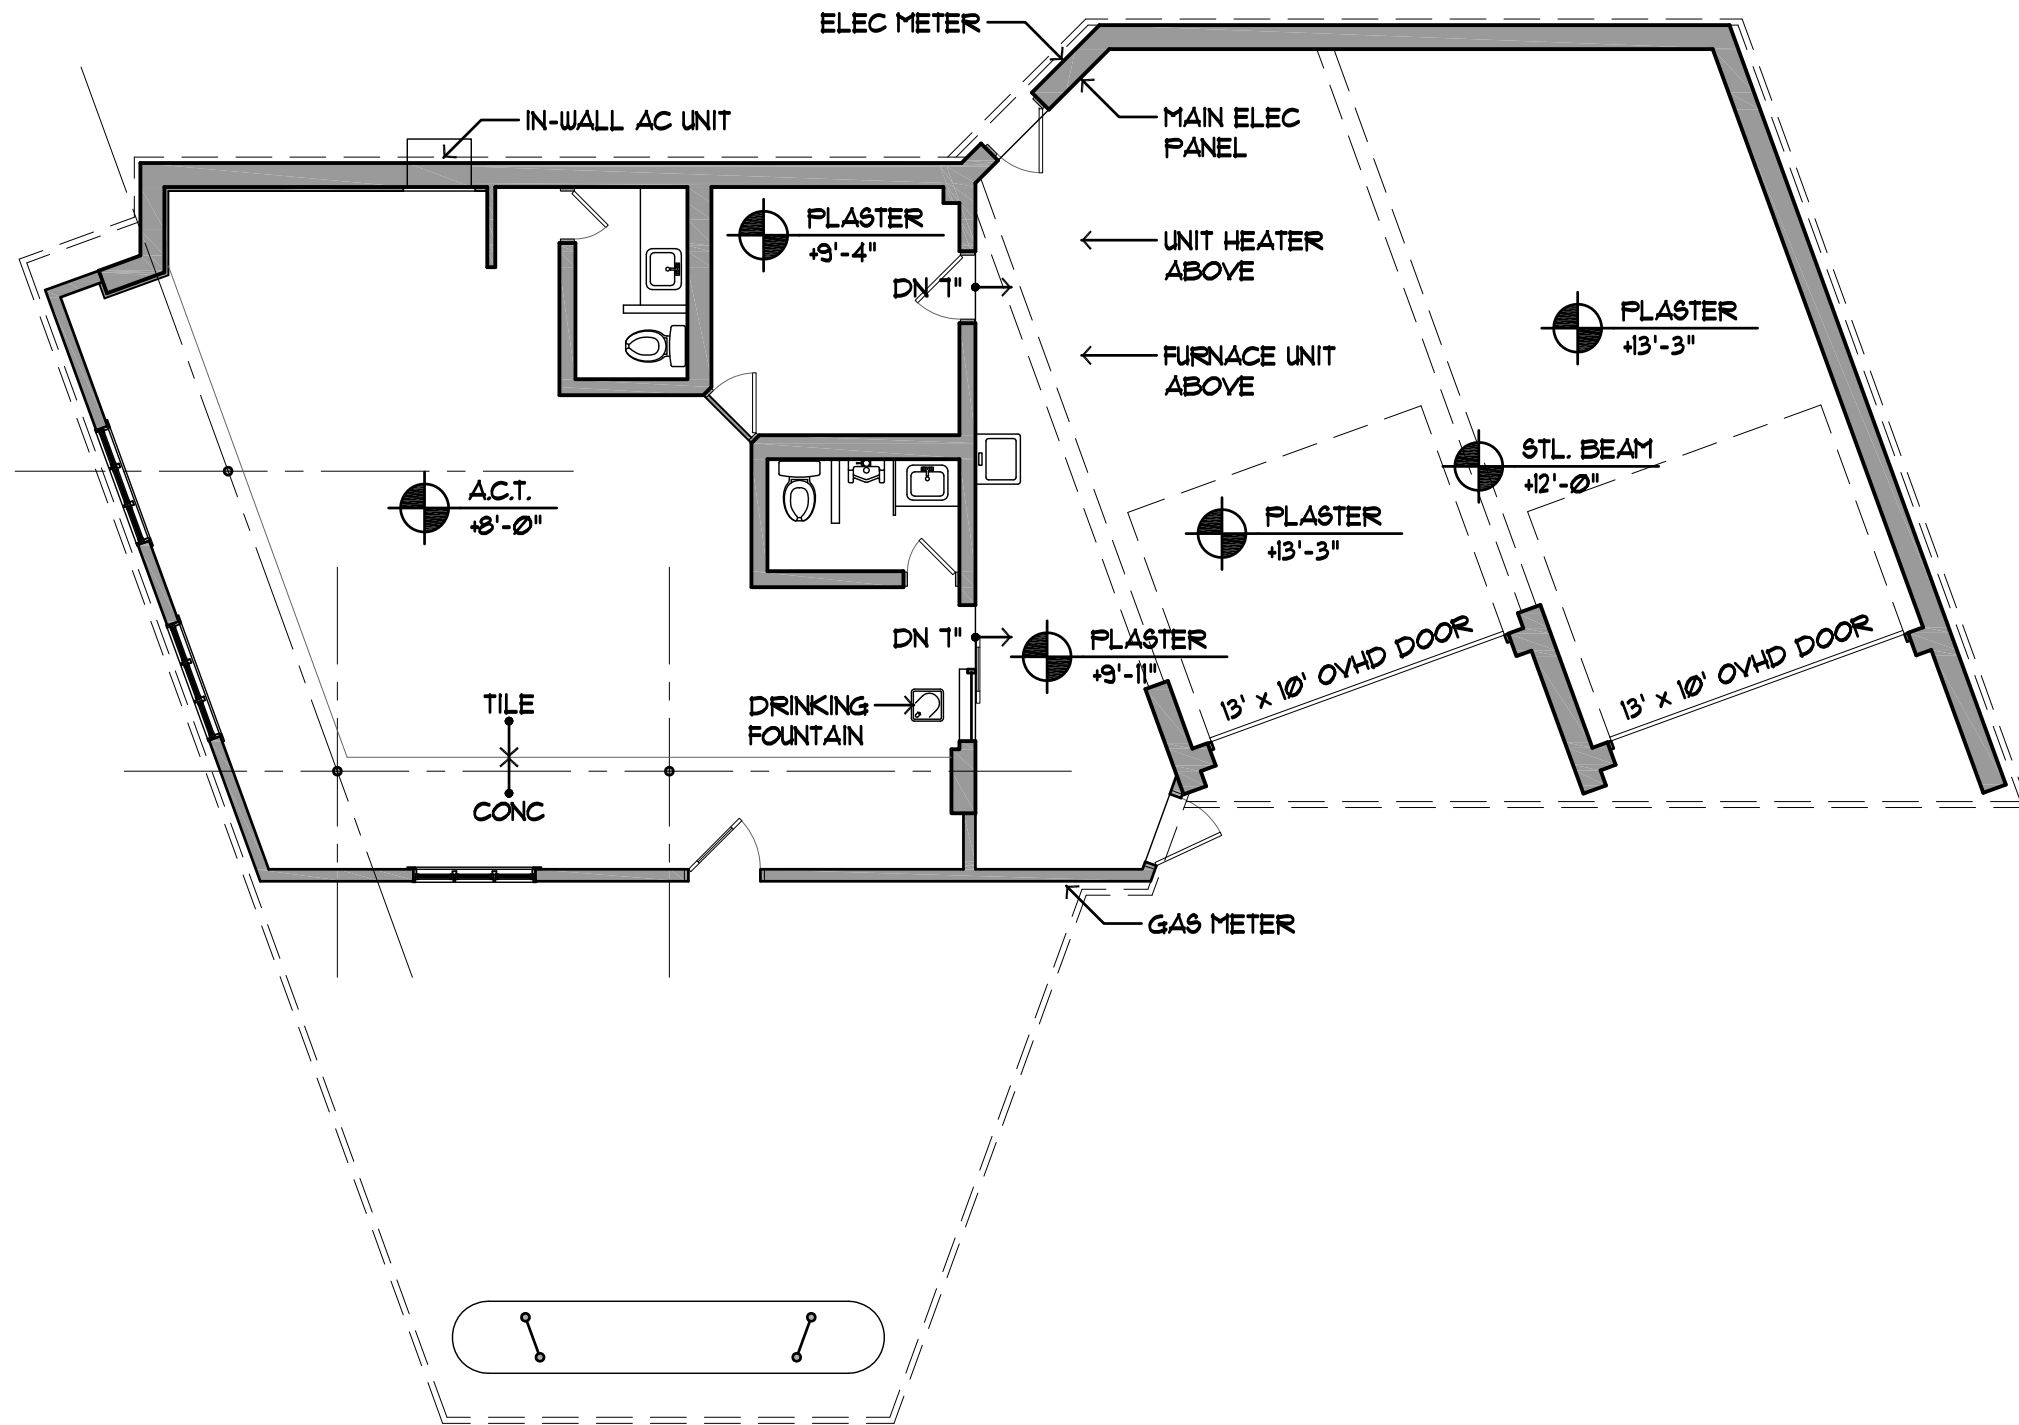 ELEC METER
IN-WALL AC UNIT
MAIN ELEC
PANEL
PLASTER
+9'-4"
UNIT HEATER
ABOVE
DN 7"
PLASTER
+13'-3"
FURNACE UNIT
ABOVE
STL. BEAM
+12'-0"
A.C.T.
+8'-0"
PLASTER
+13'-3"
DN 7"
PLASTER
+9'-11"
13' x 10' OVHD DOOR
13' x 10' OVHD DOOR
TILE
DRINKING
FOUNTAIN
CONC
GAS METER